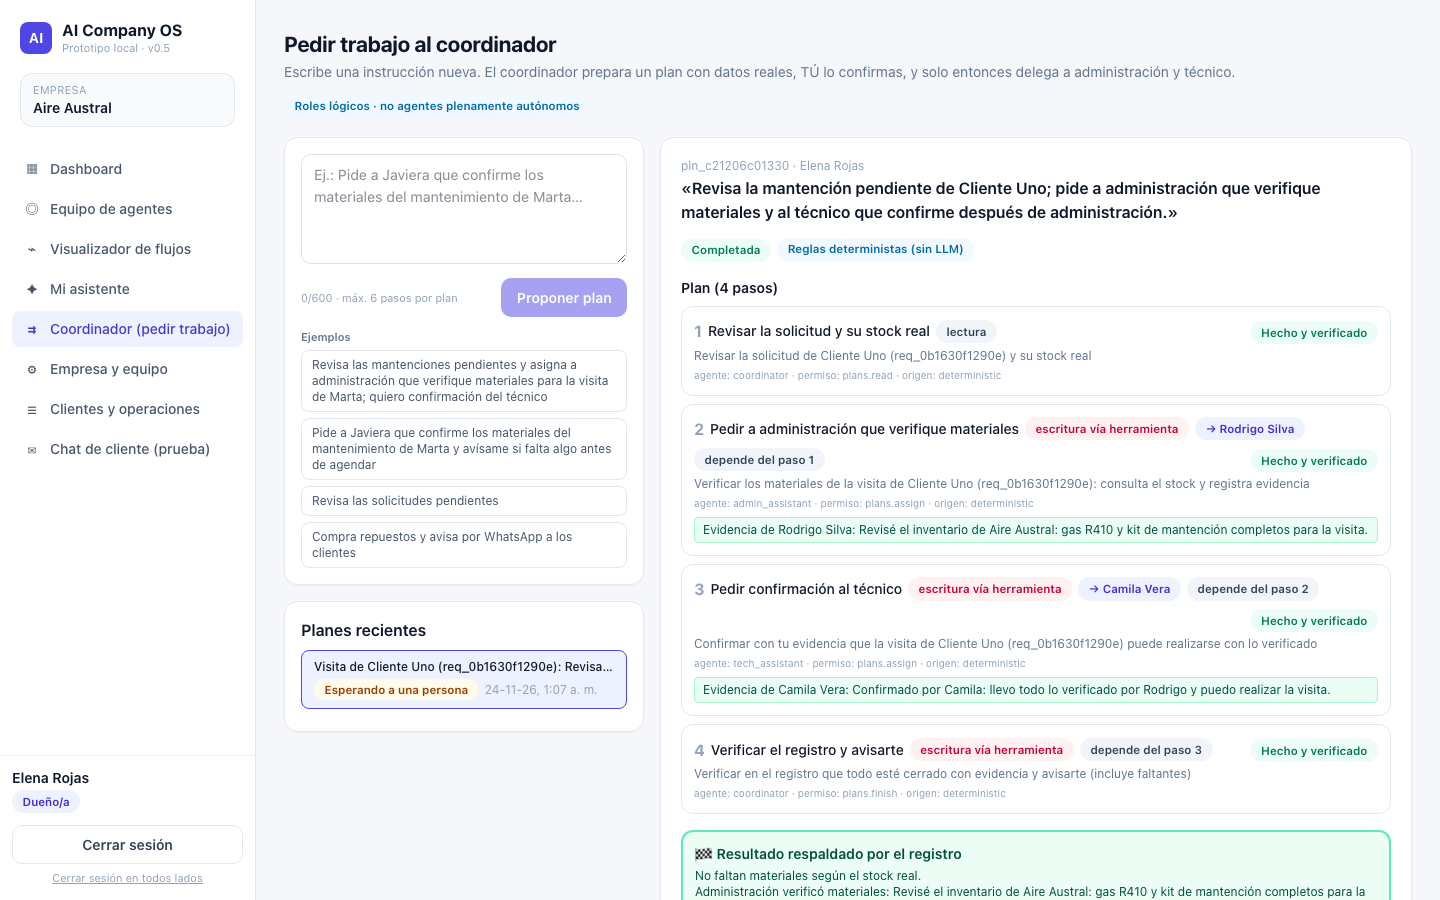 AI
AI Company OS
Prototipo local · v0.5
EMPRESA
Aire Austral
Dashboard
Equipo de agentes
Visualizador de flujos
Mi asistente
Coordinador (pedir trabajo)
Empresa y equipo
Clientes y operaciones
Chat de cliente (prueba)
Elena Rojas
Dueño/a
Cerrar sesión
Cerrar sesión en todos lados
Pedir trabajo al coordinador
Escribe una instrucción nueva. El coordinador prepara un plan con datos reales, TÚ lo confirmas, y solo entonces delega a administración y técnico.
Roles lógicos · no agentes plenamente autónomos
Ej.: Pide a Javiera que confirme los
materiales del mantenimiento de Marta...
0/600 · máx. 6 pasos por plan
Proponer plan
Ejemplos
Revisa las mantenciones pendientes y asigna a
administración que verifique materiales para la visita
de Marta; quiero confirmación del técnico
Pide a Javiera que confirme los materiales del
mantenimiento de Marta y avísame si falta algo antes
de agendar
Revisa las solicitudes pendientes
Compra repuestos y avisa por WhatsApp a los
clientes
Planes recientes
Visita de Cliente Uno (req_0b1630f1290e): Revisa...
Esperando a una persona 24-11-26, 1:07 a. m.
pln_c21206c01330 · Elena Rojas
«Revisa la mantención pendiente de Cliente Uno; pide a administración que verifique
materiales y al técnico que confirme después de administración.»
Completada Reglas deterministas (sin LLM)
Plan (4 pasos)
1 Revisar la solicitud y su stock real lectura Hecho y verificado
Revisar la solicitud de Cliente Uno (req_0b1630f1290e) y su stock real
agente: coordinator · permiso: plans.read · origen: deterministic
2 Pedir a administración que verifique materiales escritura vía herramienta → Rodrigo Silva
depende del paso 1 Hecho y verificado
Verificar los materiales de la visita de Cliente Uno (req_0b1630f1290e): consulta el stock y registra evidencia
agente: admin_assistant · permiso: plans.assign · origen: deterministic
Evidencia de Rodrigo Silva: Revisé el inventario de Aire Austral: gas R410 y kit de mantención completos para la visita.
3 Pedir confirmación al técnico escritura vía herramienta → Camila Vera depende del paso 2
Hecho y verificado
Confirmar con tu evidencia que la visita de Cliente Uno (req_0b1630f1290e) puede realizarse con lo verificado
agente: tech_assistant · permiso: plans.assign · origen: deterministic
Evidencia de Camila Vera: Confirmado por Camila: llevo todo lo verificado por Rodrigo y puedo realizar la visita.
4 Verificar el registro y avisarte escritura vía herramienta depende del paso 3 Hecho y verificado
Verificar en el registro que todo esté cerrado con evidencia y avisarte (incluye faltantes)
agente: coordinator · permiso: plans.finish · origen: deterministic
Resultado respaldado por el registro
No faltan materiales según el stock real.
Administración verificó materiales: Revisé el inventario de Aire Austral: gas R410 y kit de mantención completos para la